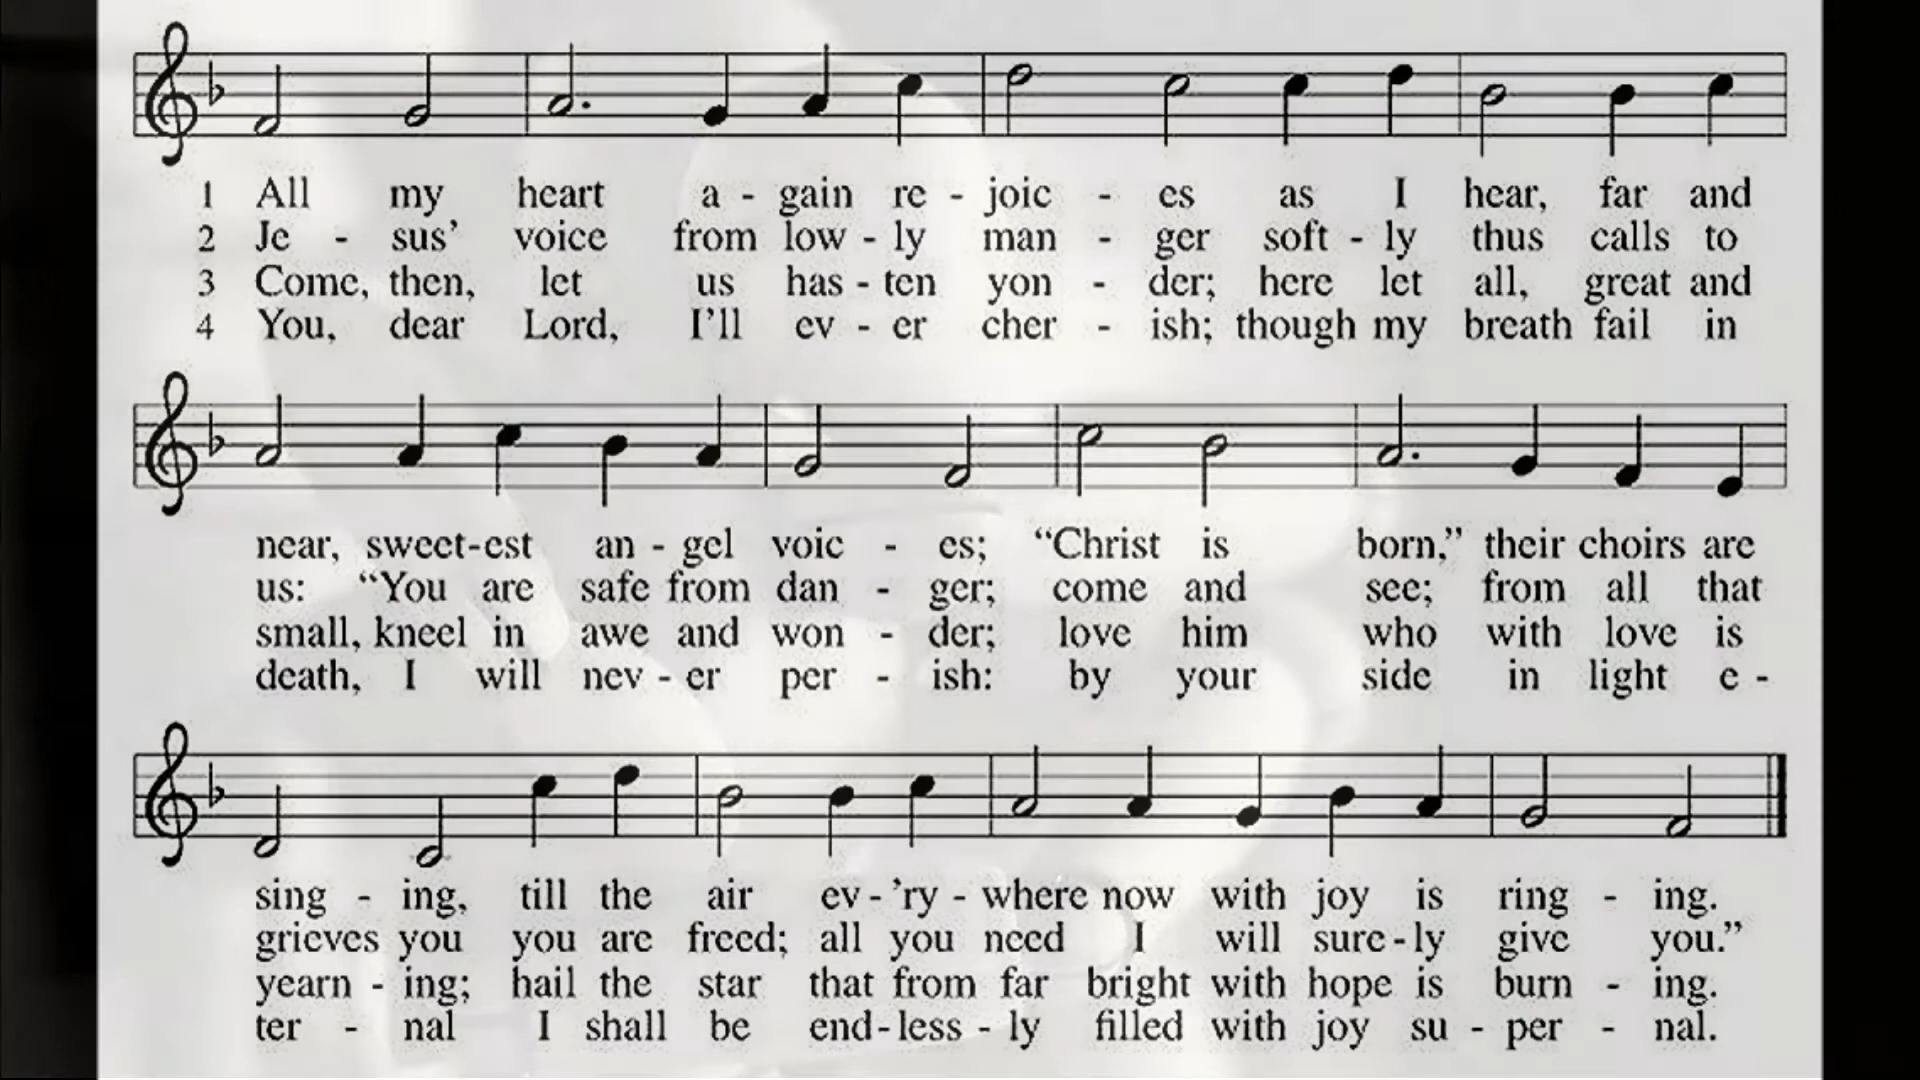 1 All my heart a - gain re - joic - es as I hear, far and
2 Je - sus’ voice from low - ly man - ger soft - ly thus calls to
3 Come, then, let us has - ten yon - der; here let all, great and
4 You, dear Lord, I’ll ev - er cher - ish; though my breath fail in
near, sweet-est an - gel voic - es; “Christ is born,” their choirs are
us: “You are safe from dan - ger; come and see; from all that
small, kneel in awe and won - der; love him who with love is
death, I will nev - er per - ish: by your side in light e -
sing - ing, till the air ev - ’ry - where now with joy is ring - ing.
grieves you you are freed; all you need I will sure - ly give you.”
yearn - ing; hail the star that from far bright with hope is burn - ing.
ter - nal I shall be end - less - ly filled with joy su - per - nal.